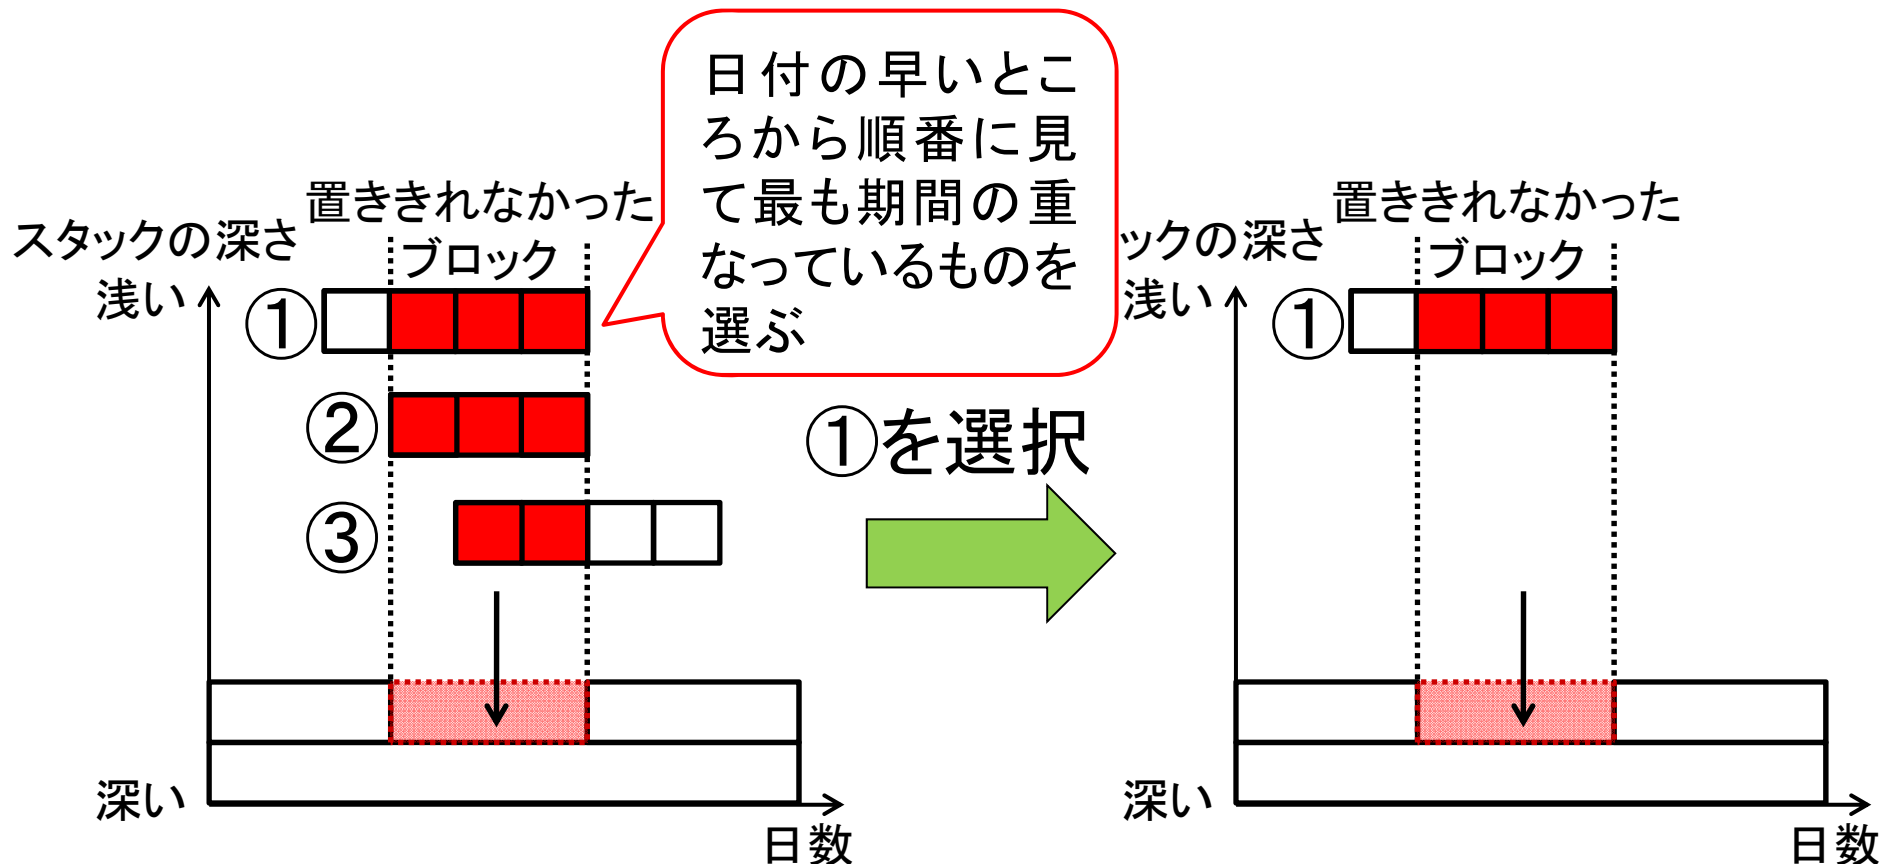 日付の早いとこ
ろから順番に見
て最も期間の重
なっているものを
選ぶ
置ききれなかった
ブロック
スタックの深さ
浅い
①
②
③
深い
日数
①を選択
置ききれなかった
ブロック
ックの深さ
浅い
①
深い
日数